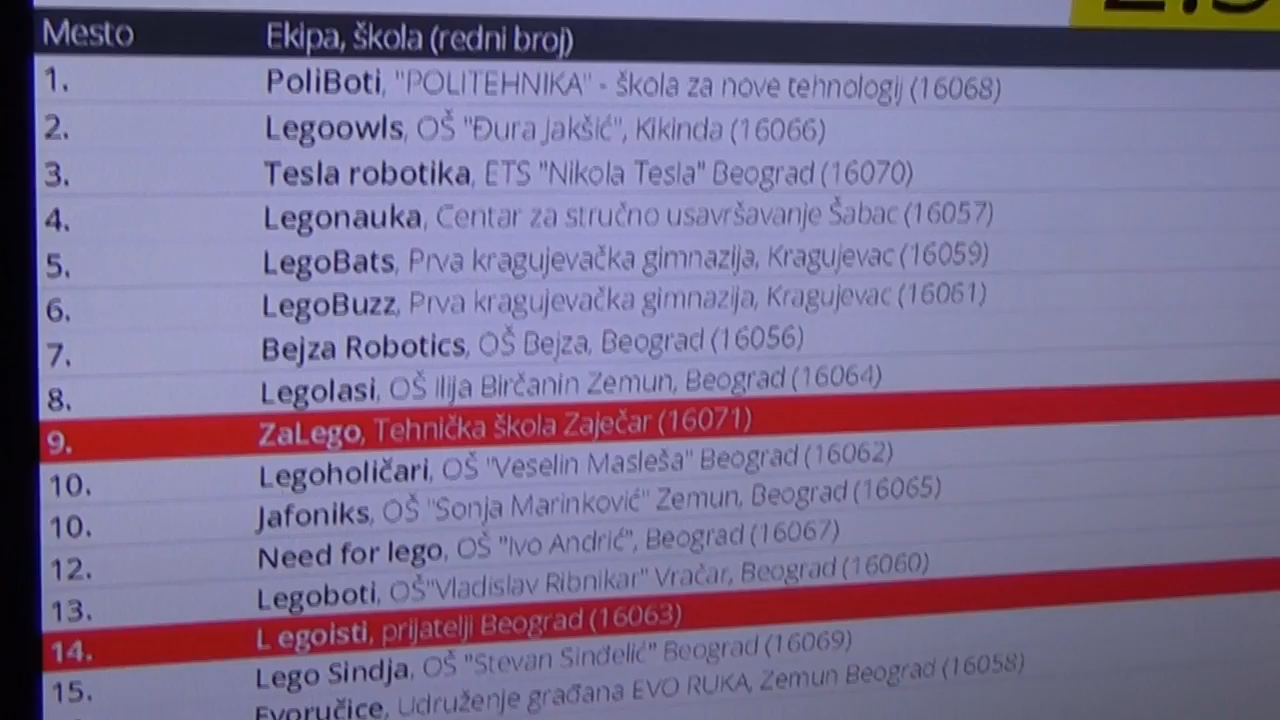 Mesto Ekipa, škola (redni broj)
1. PoliBoti, "POLITEHNIKA" - škola za nove tehnologij (16068)
2. Legoowls, OŠ "Đura Jakšić", Kikinda (16066)
3. Tesla robotika, ETS "Nikola Tesla" Beograd (16070)
4. Legonauka, Centar za stručno usavršavanje Šabac (16057)
5. LegoBats, Prva kragujevačka gimnazija, Kragujevac (16059)
6. LegoBuzz, Prva kragujevačka gimnazija, Kragujevac (16061)
7. Bejza Robotics, OŠ Bejza, Beograd (16056)
8. Legolasi, OŠ Ilija Birčanin Zemun, Beograd (16064)
9. ZaLego, Tehnička škola Zaječar (16071)
10. Legoholičari, OŠ "Veselin Masleša" Beograd (16062)
10. Jafoniks, OŠ "Sonja Marinković" Zemun, Beograd (16065)
12. Need for lego, OŠ "Ivo Andrić", Beograd (16067)
13. Legoboti, OŠ"Vladislav Ribnikar" Vračar, Beograd (16060)
14. L egoisti, prijatelji Beograd (16063)
15. Lego Sindja, OŠ "Stevan Sinđelić" Beograd (16069)
Evoručice, Udruženje građana EVO RUKA, Zemun Beograd (16058)